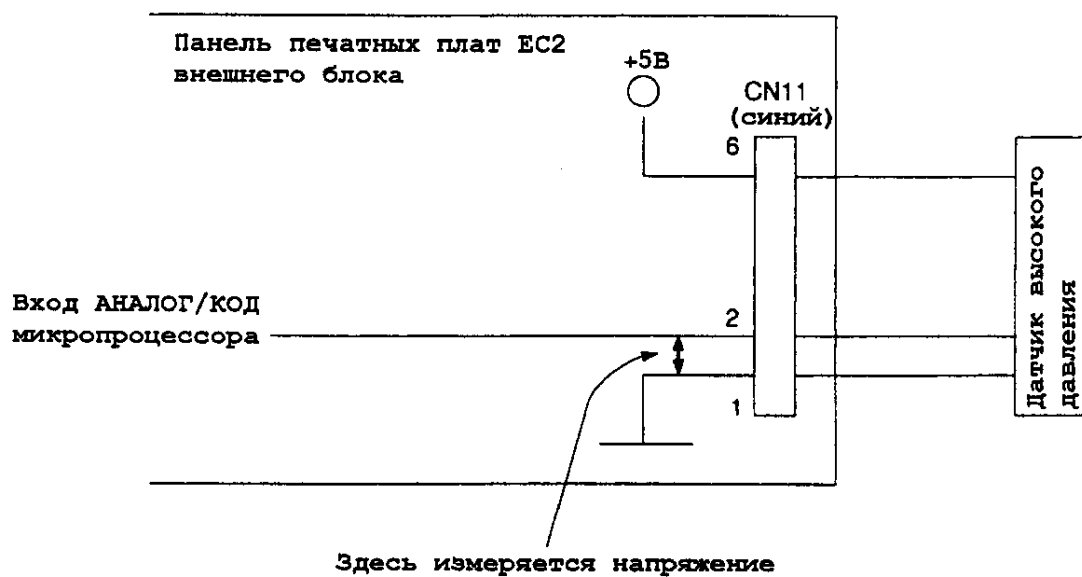 Панель печатных плат EC2
внешнего блока
+5В
CN11
(синий)
6
Вход АНАЛОГ/КОД
микропроцессора
2
1
Датчик высокого
давления
Здесь измеряется напряжение